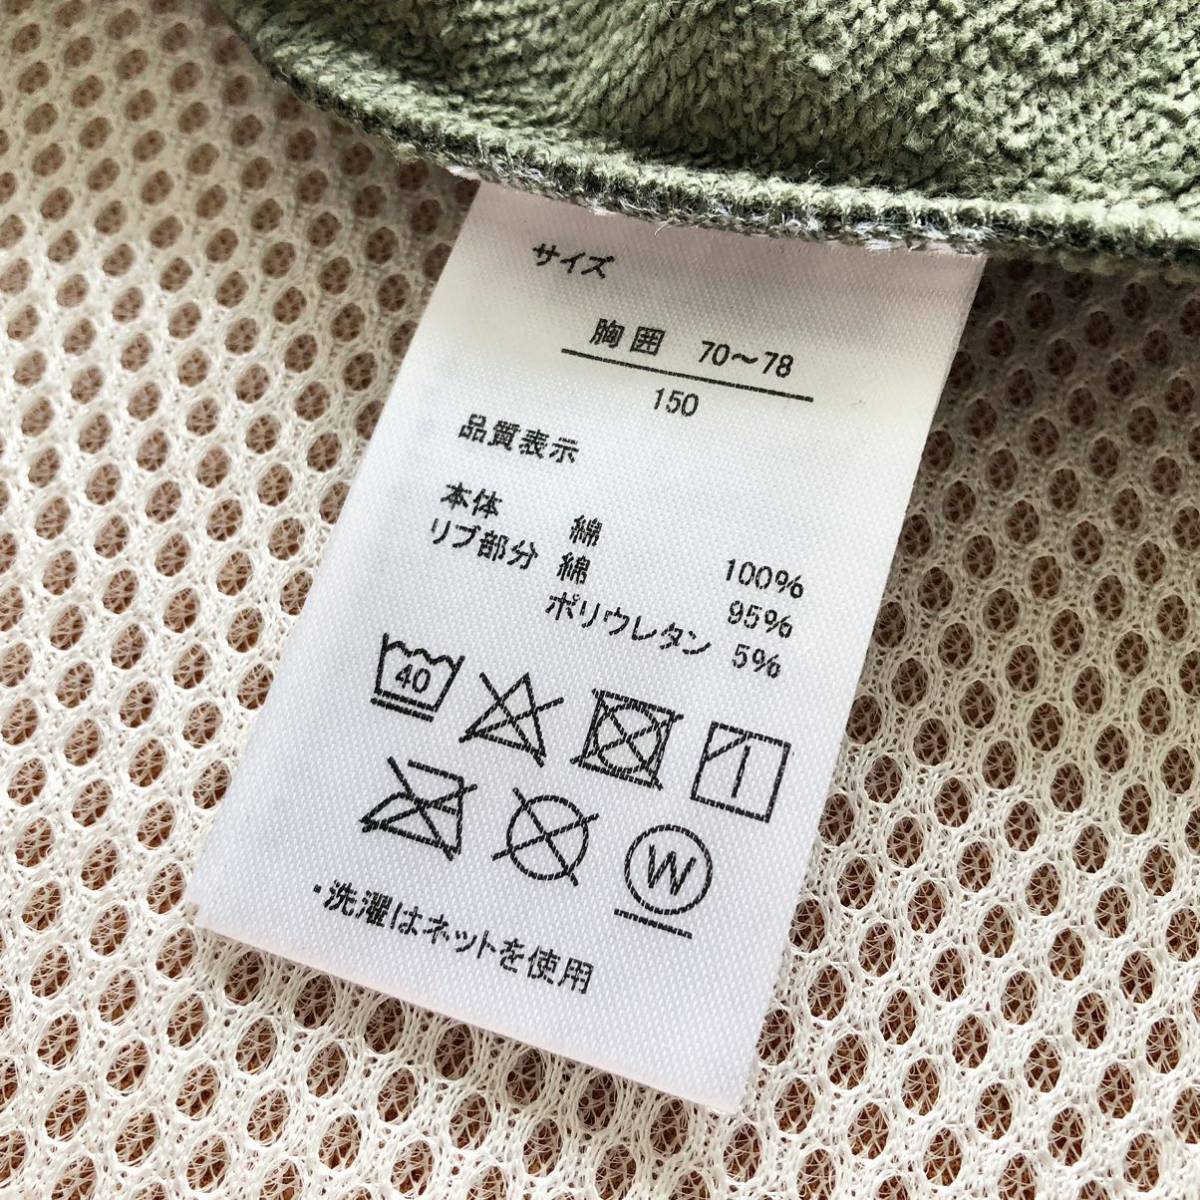 サイズ
胸囲 70～78
150
品質表示
本体 綿 100%
リブ部分 綿 95%
ポリウレタン 5%
40
W
・洗濯はネットを使用